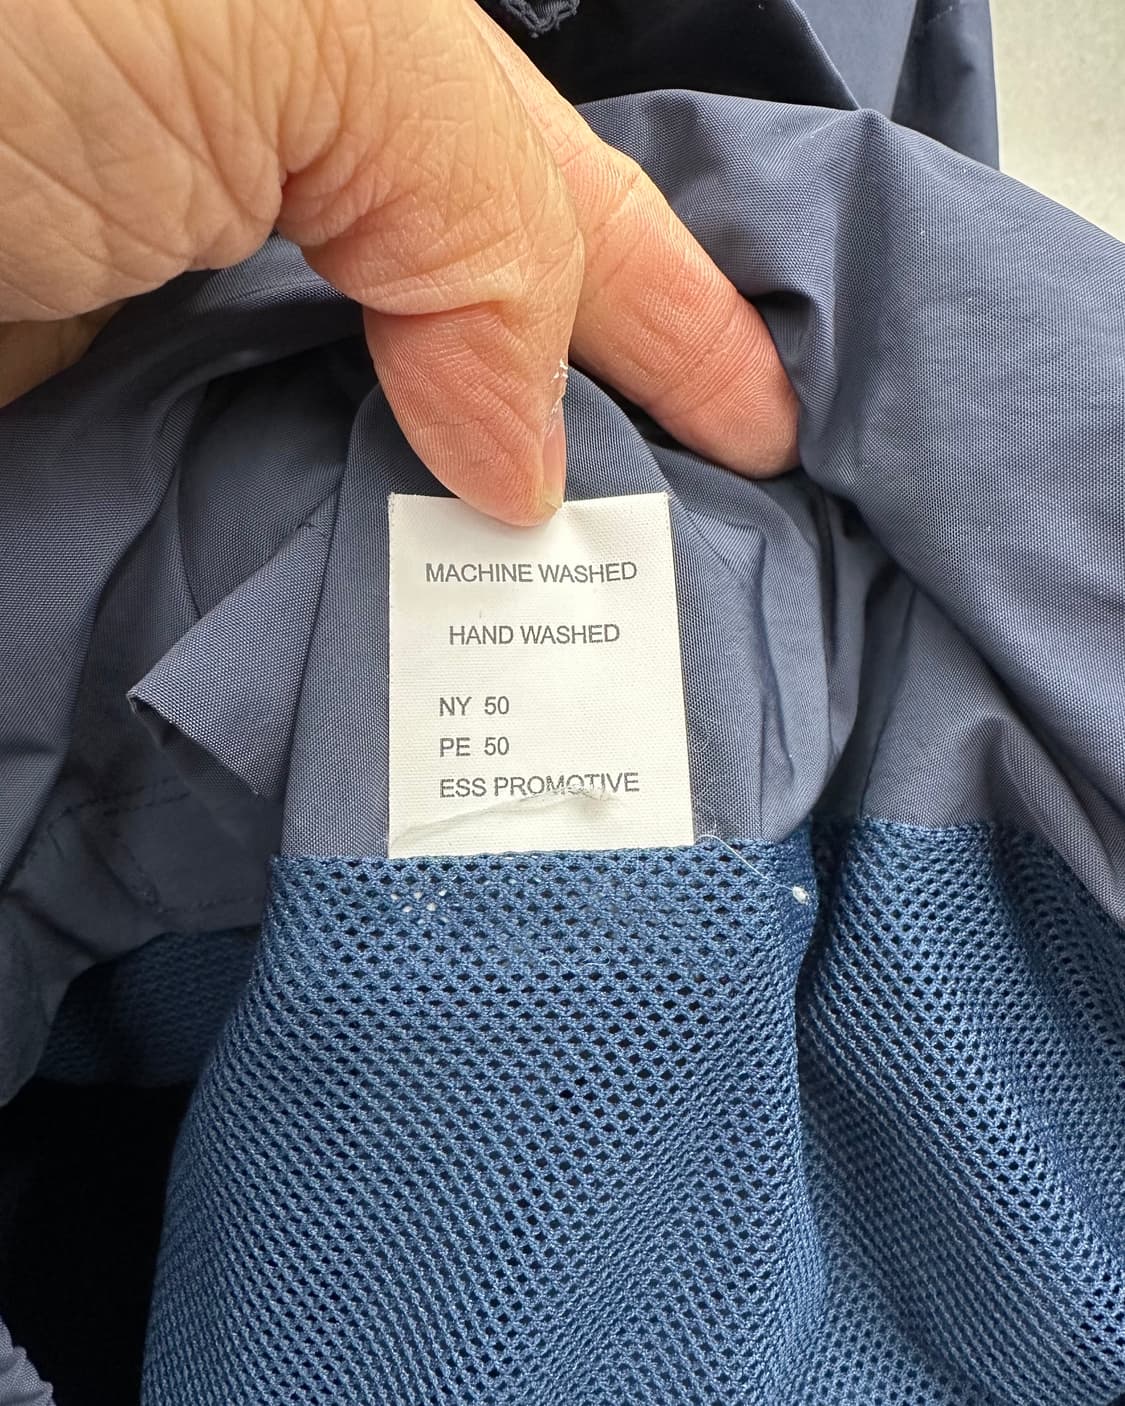 MACHINE WASHED
HAND WASHED
NY 50
PE 50
ESS PROMOTIVE